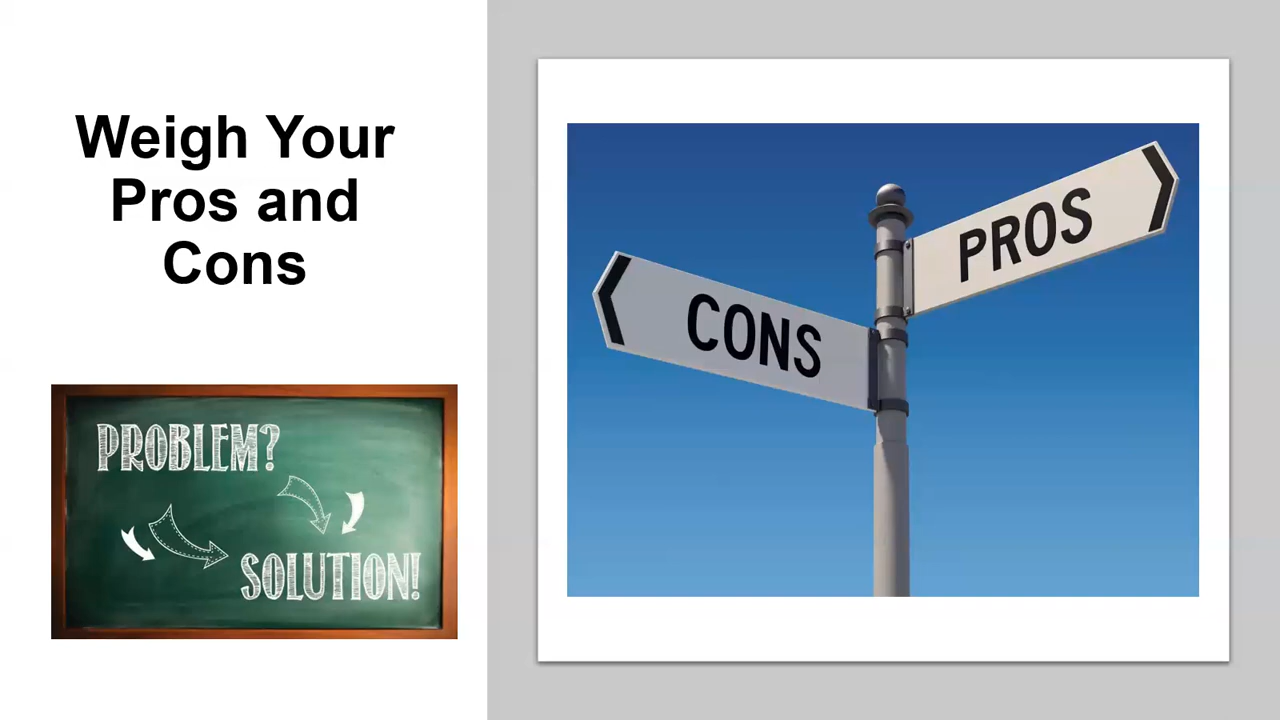 Weigh Your
Pros and
Cons
PROBLEM?
SOLUTION!
CONS
PROS